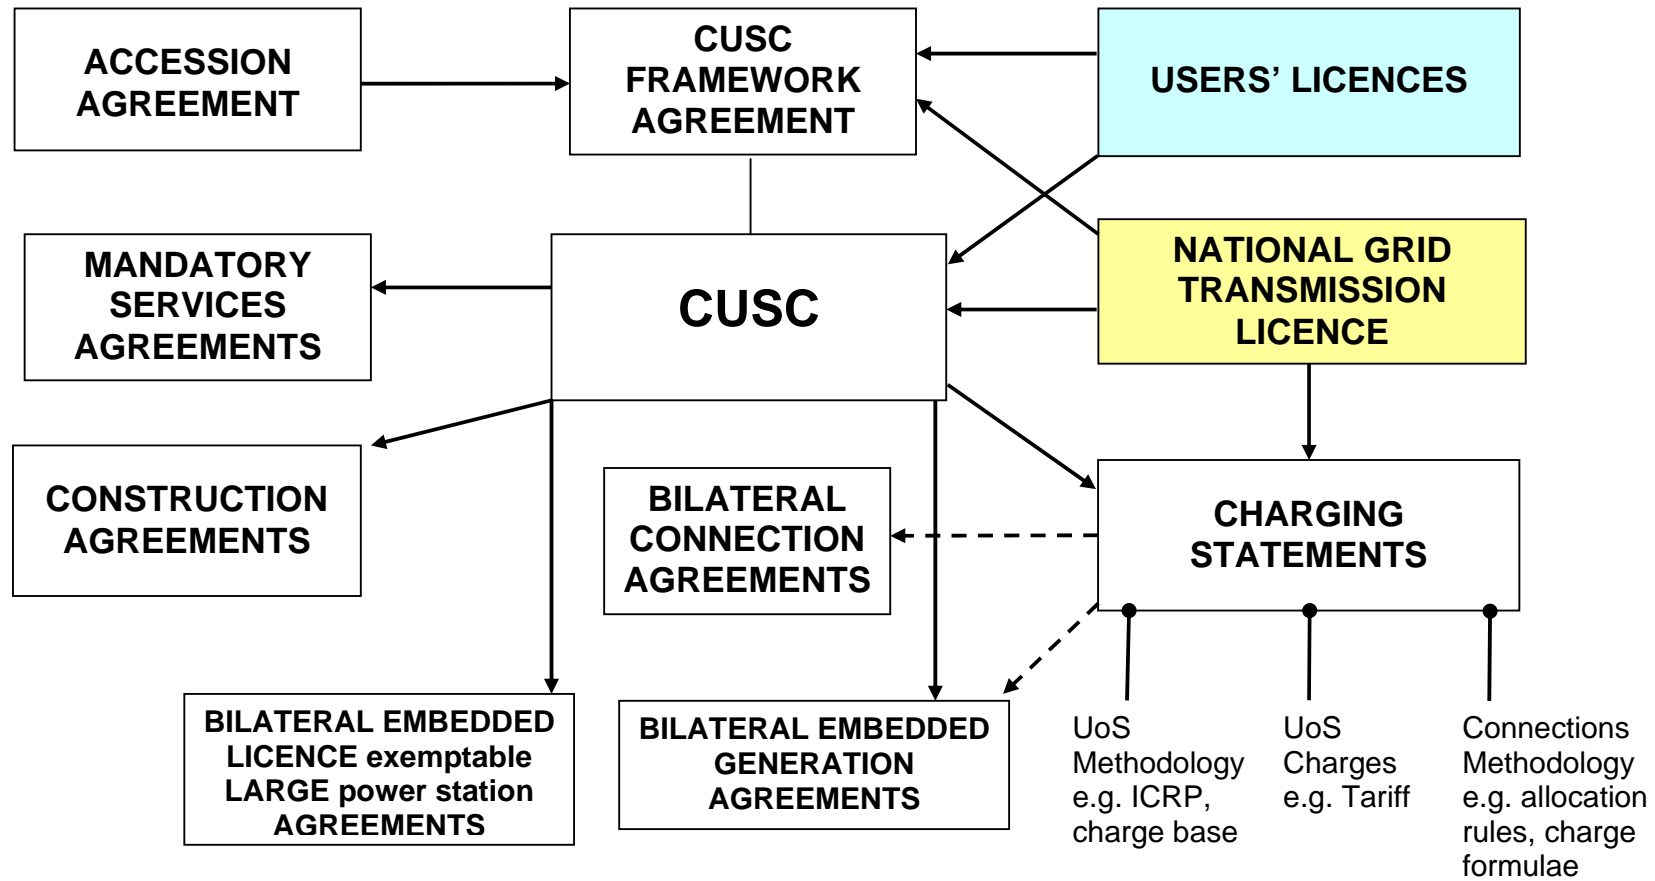 ACCESSION
AGREEMENT
CUSC
FRAMEWORK
AGREEMENT
USERS’ LICENCES
MANDATORY
SERVICES
AGREEMENTS
CUSC
NATIONAL GRID
TRANSMISSION
LICENCE
CONSTRUCTION
AGREEMENTS
BILATERAL
CONNECTION
AGREEMENTS
CHARGING
STATEMENTS
BILATERAL EMBEDDED
LICENCE exemptable
LARGE power station
AGREEMENTS
BILATERAL EMBEDDED
GENERATION
AGREEMENTS
UoS
Methodology
e.g. ICRP,
charge base
UoS
Charges
e.g. Tariff
Connections
Methodology
e.g. allocation
rules, charge
formulae